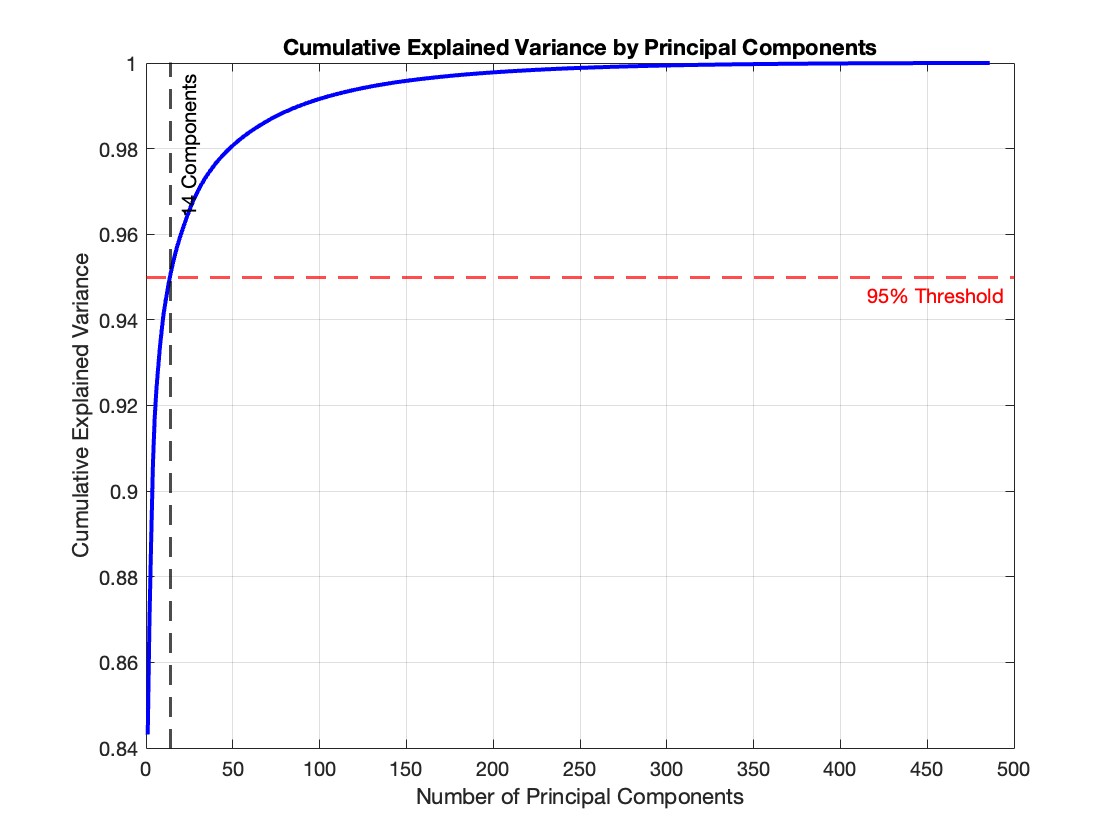 Cumulative Explained Variance by Principal Components
1
0.98
0.96
0.94
0.92
0.9
0.88
0.86
0.84
Cumulative Explained Variance
14 Components
95% Threshold
0 50 100 150 200 250 300 350 400 450 500
Number of Principal Components